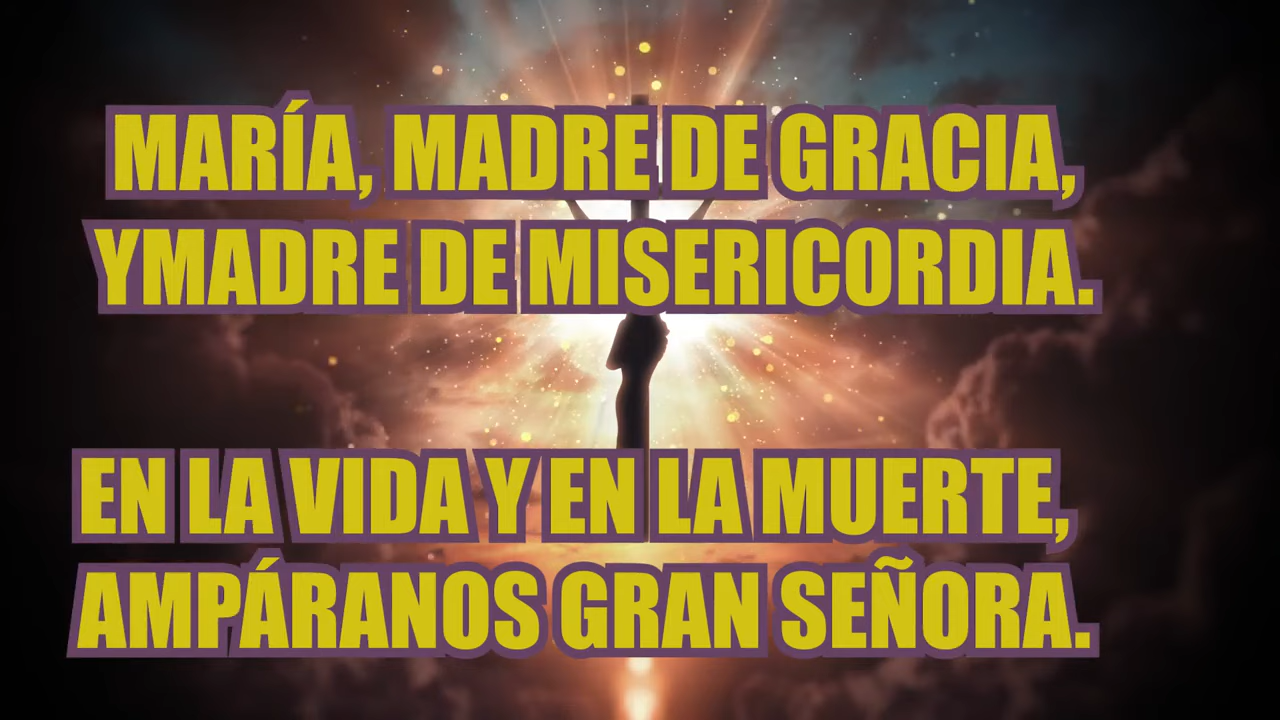 MARÍA, MADRE DE GRACIA,
YMADRE DE MISERICORDIA.
EN LA VIDA Y EN LA MUERTE,
AMPÁRANOS GRAN SEÑORA.